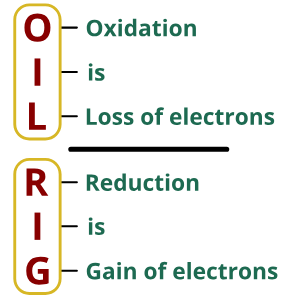 O Oxidation
I is
L Loss of electrons
R Reduction
I is
G Gain of electrons